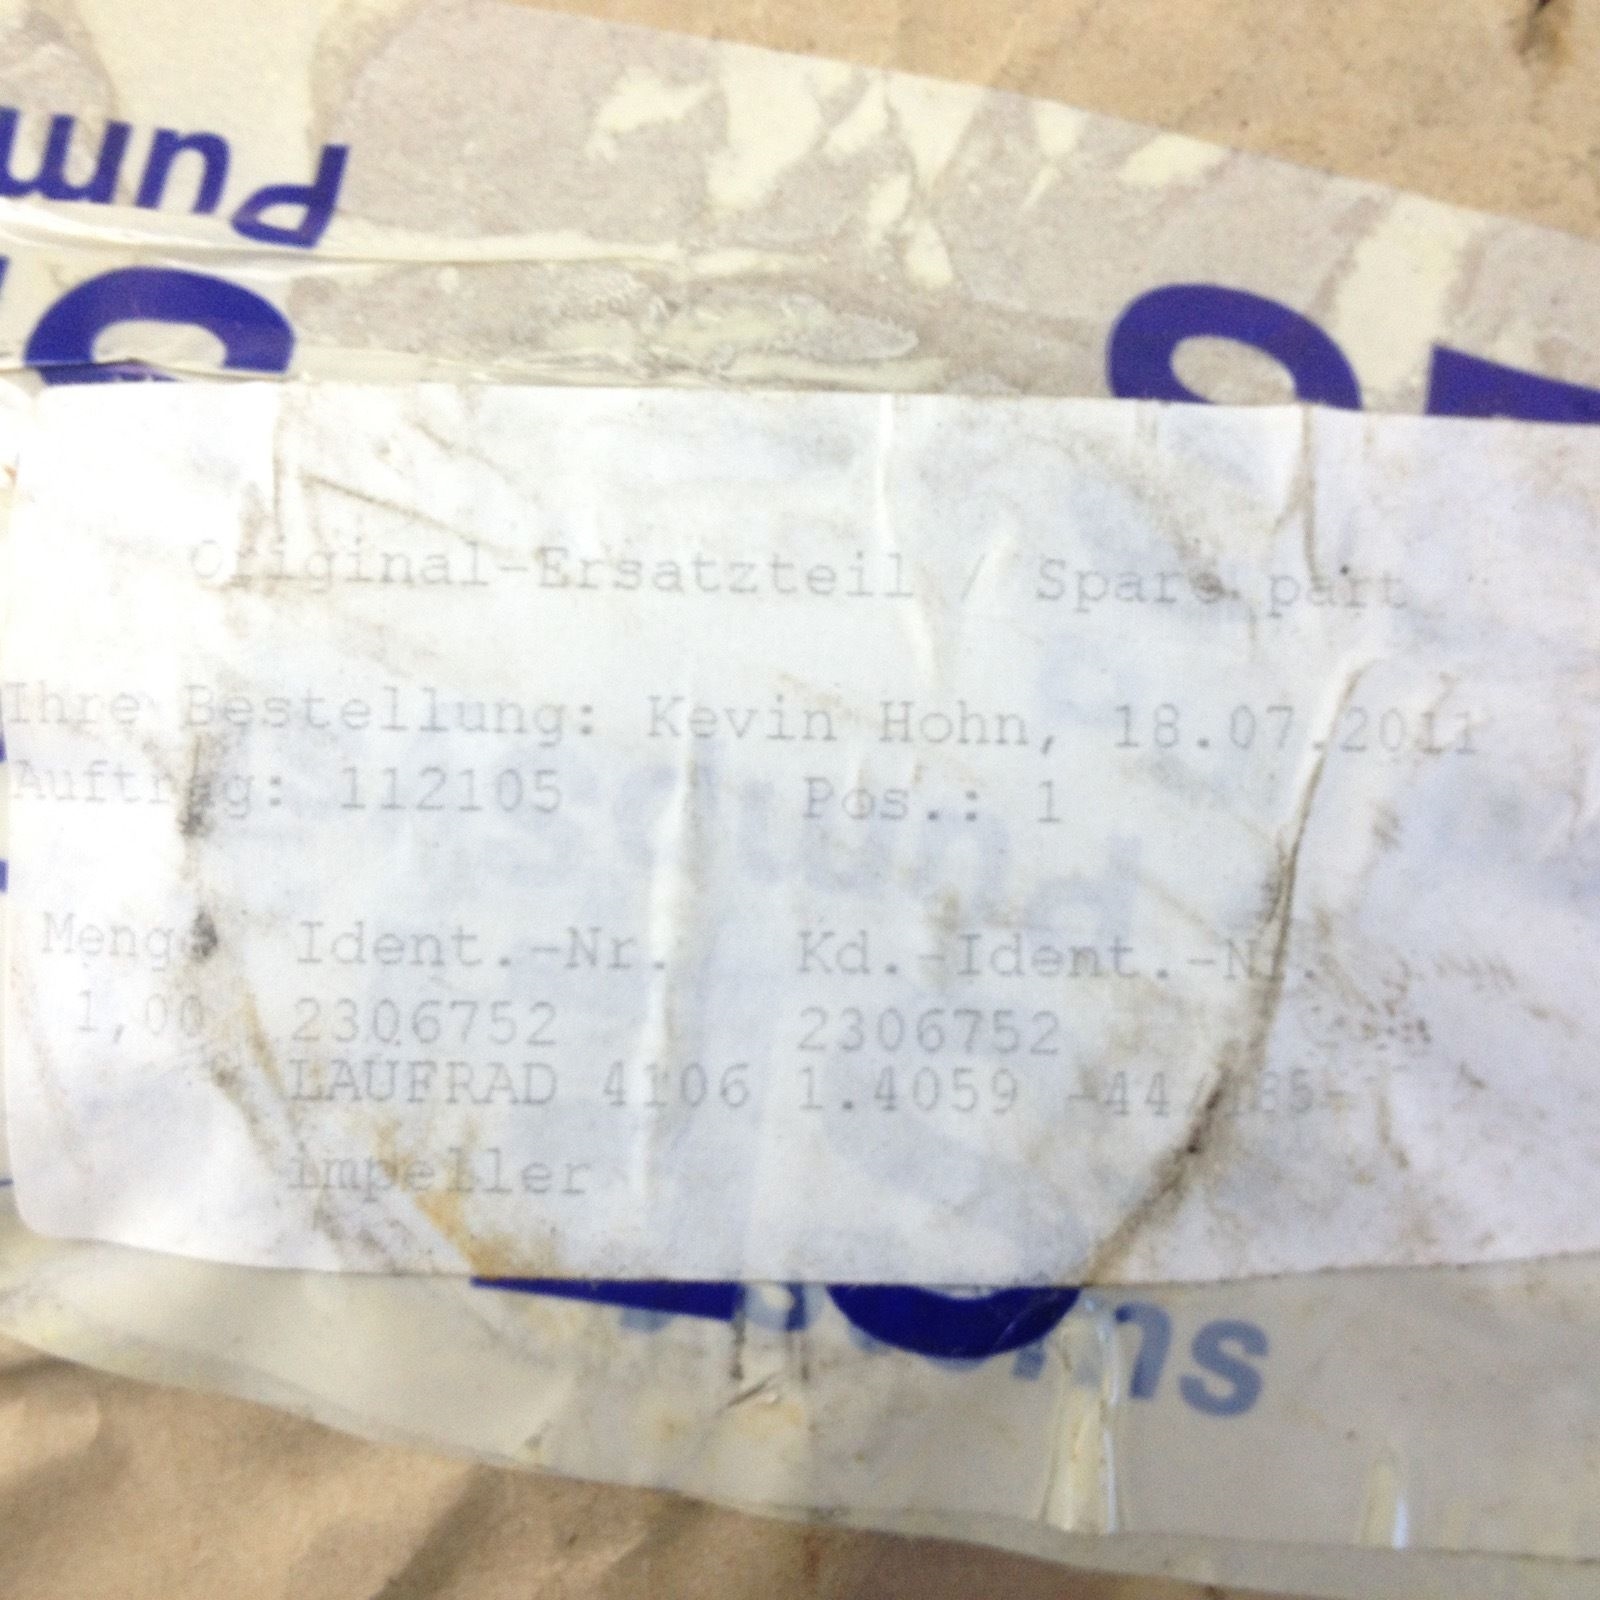 Pum
Original-Ersatzteil / Spare part
Ihre Bestellung: Kevin Hohn, 18.07.2011
Auftrag: 112105 Pos.: 1
Menge Ident.-Nr. Kd.-Ident.-Nr.
1,00 2306752 2306752
LAUFRAD 4106 1.4059
impeller